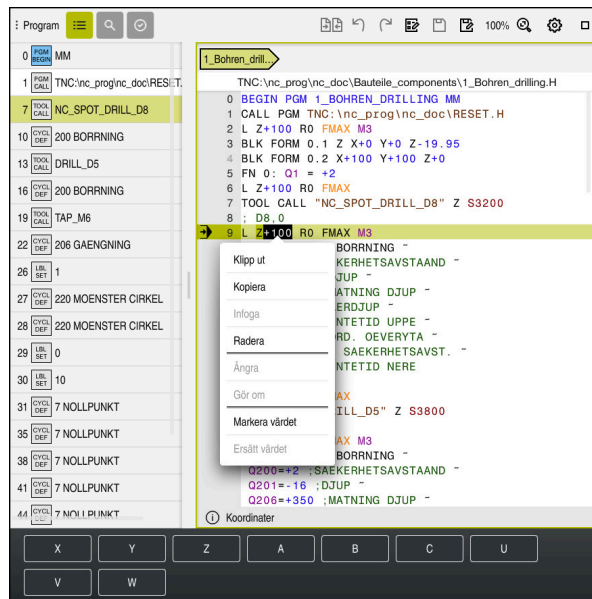 Program
100%
0 PGM BEGIN MM
1 PGM CALL TNC:\nc_prog\nc_doc\RESET.
7 TOOL CALL NC_SPOT_DRILL_D8
10 CYCL DEF 200 BORRNING
13 TOOL CALL DRILL_D5
16 CYCL DEF 200 BORRNING
19 TOOL CALL TAP_M6
22 CYCL DEF 206 GAENGNING
26 LBL SET 1
27 CYCL DEF 220 MOENSTER CIRKEL
28 CYCL DEF 220 MOENSTER CIRKEL
29 LBL SET 0
30 LBL SET 10
31 CYCL DEF 7 NOLLPUNKT
35 CYCL DEF 7 NOLLPUNKT
38 CYCL DEF 7 NOLLPUNKT
41 CYCL DEF 7 NOLLPUNKT
44 CYCL DEF 7 NOLLPUNKT
1_Bohren_drill...
TNC:\nc_prog\nc_doc\Bauteile_components\1_Bohren_drilling.H
0 BEGIN PGM 1_BOHREN_DRILLING MM
1 CALL PGM TNC:\nc_prog\nc_doc\RESET.H
2 L Z+100 R0 FMAX M3
3 BLK FORM 0.1 Z X+0 Y+0 Z-19.95
4 BLK FORM 0.2 X+100 Y+100 Z+0
5 FN 0: Q1 = +2
6 L Z+100 R0 FMAX
7 TOOL CALL "NC_SPOT_DRILL_D8" Z S3200
8 ; D8,0
9 L Z+100 R0 FMAX M3
BORRNING ~
KERHETSAVSTAAND ~
JUP ~
ATNING DJUP ~
ERDJUP ~
NTETID UPPE ~
RD. OEVERYTA ~
SAEKERHETSAVST. ~
NTETID NERE
AX
ILL_D5" Z S3800
AX M3
BORRNING ~
Q200=+2 ;SAEKERHETSAVSTAAND ~
Q201=-16 ;DJUP ~
Q206=+350 ;MATNING DJUP ~
Klipp ut
Kopiera
Infoga
Radera
Ångra
Gör om
Markera värdet
Ersätt värdet
Koordinater
X Y Z A B C U
V W